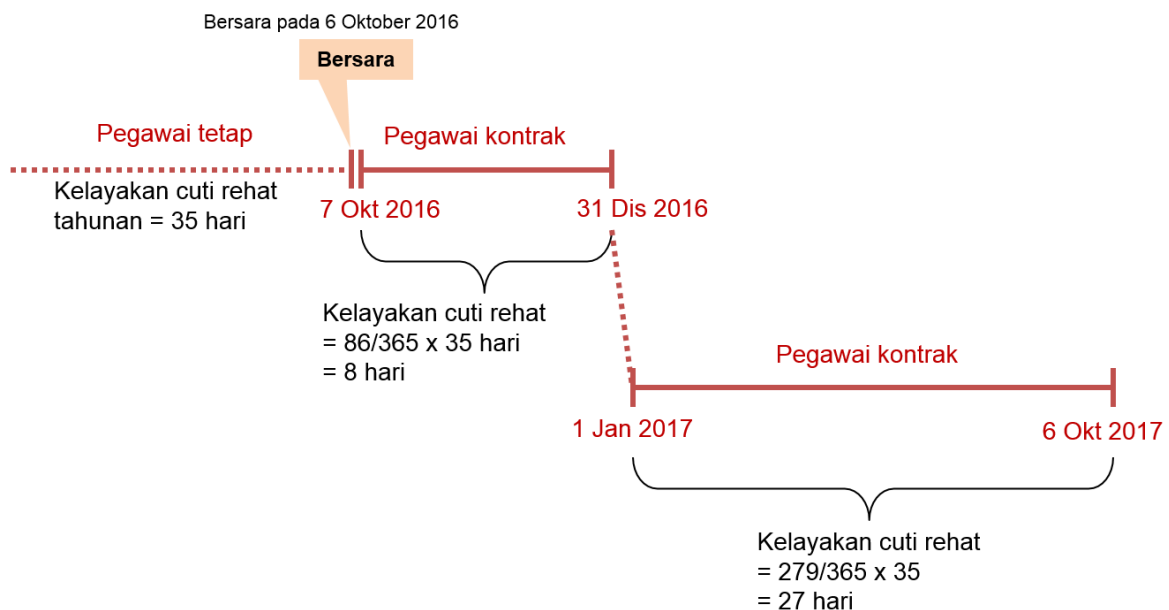 Bersara pada 6 Oktober 2016
Bersara
Pegawai tetap
Pegawai kontrak
Kelayakan cuti rehat
tahunan = 35 hari
7 Okt 2016
31 Dis 2016
Kelayakan cuti rehat
= 86/365 x 35 hari
= 8 hari
Pegawai kontrak
1 Jan 2017
6 Okt 2017
Kelayakan cuti rehat
= 279/365 x 35
= 27 hari